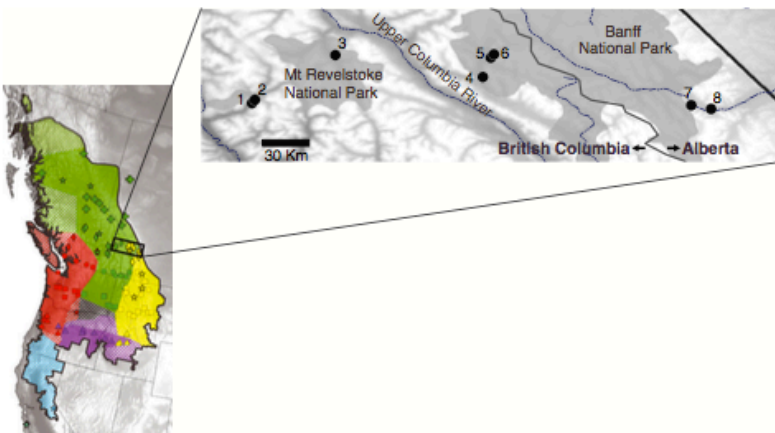 Banff
National Park
Upper Columbia River
3
5 6
Mt Revelstoke
National Park
4
2
1
7
8
30 Km
British Columbia
Alberta